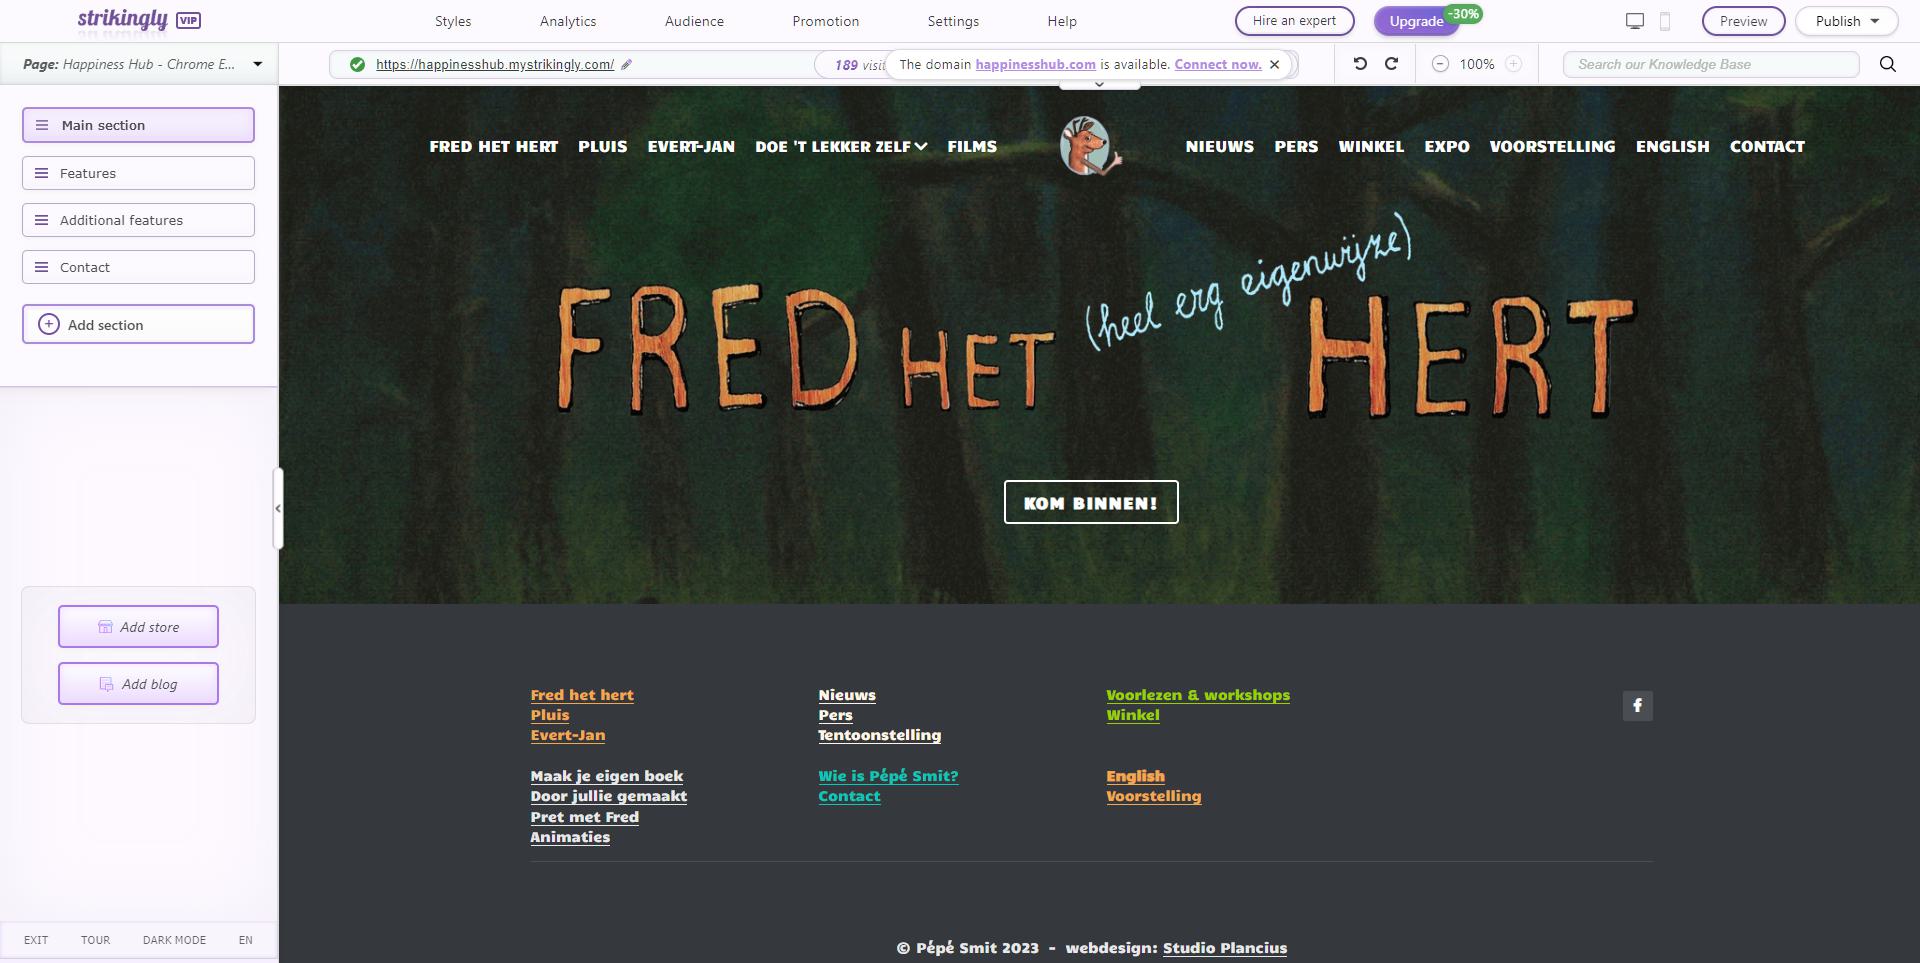 strikingly VIP
Styles
Analytics
Audience
Promotion
Settings
Help
Hire an expert
Upgrade
-30%
Preview
Publish
Page: Happiness Hub - Chrome E...
https://happinesshub.mystrikingly.com/
189
The domain happinesshub.com is available. Connect now.
100%
Search our Knowledge Base
Main section
Features
Additional features
Contact
Add section
Add store
Add blog
EXIT
TOUR
DARK MODE
EN
FRED HET HERT
PLUIS
EVERT-JAN
DOE 'T LEKKER ZELF
FILMS
NIEUWS
PERS
WINKEL
EXPO
VOORSTELLING
ENGLISH
CONTACT
FRED HET (heel erg eigenwijze) HERT
KOM BINNEN!
Fred het hert
Pluis
Evert-Jan
Maak je eigen boek
Door jullie gemaakt
Pret met Fred
Animaties
Nieuws
Pers
Tentoonstelling
Wie is Pépé Smit?
Contact
Voorlezen & workshops
Winkel
English
Voorstelling
© Pépé Smit 2023 - webdesign: Studio Plancius